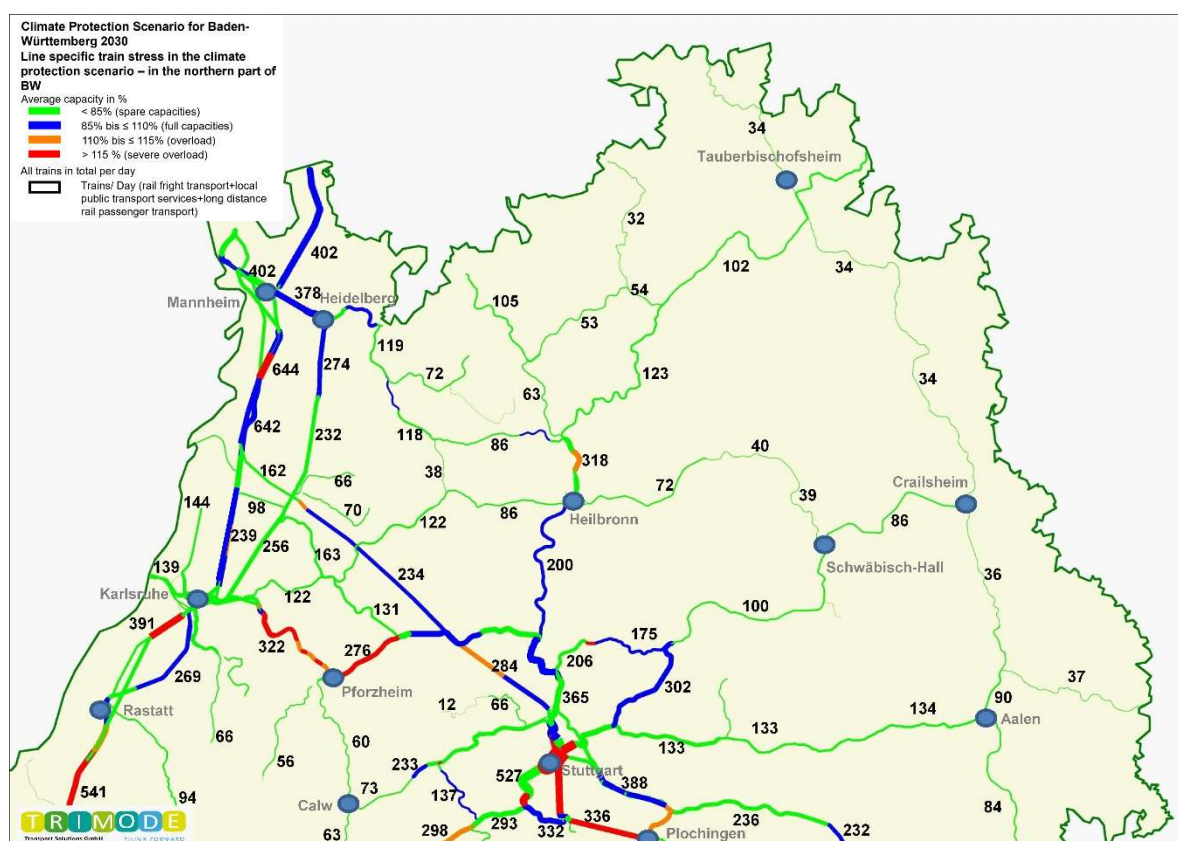 Climate Protection Scenario for Baden-
Württemberg 2030
Line specific train stress in the climate
protection scenario – in the northern part of
BW
Average capacity in %
< 85% (spare capacities)
85% bis ≤ 110% (full capacities)
110% bis ≤ 115% (overload)
> 115 % (severe overload)
All trains in total per day
Trains/ Day (rail fright transport+local
public transport services+long distance
rail passenger transport)
34
Tauberbischofsheim
32
402
402
102
34
378
Heidelberg
Mannheim
54
105
53
119
644
274
72
123
34
63
642
232
118
86
40
318
162
66
38
72
39
Crailsheim
144
98
70
122
86
Heilbronn
86
239
256
163
200
Schwäbisch-Hall
139
234
36
Karlsruhe
122
131
100
391
322
276
175
206
284
269
Pforzheim
302
37
365
12
66
90
Rastatt
134
Aalen
66
60
133
133
56
233
Stuttgart
527
388
541
73
137
Calw
94
84
336
236
293
332
232
298
63
Plochingen
TRIMODE
Transport Solutions GmbH